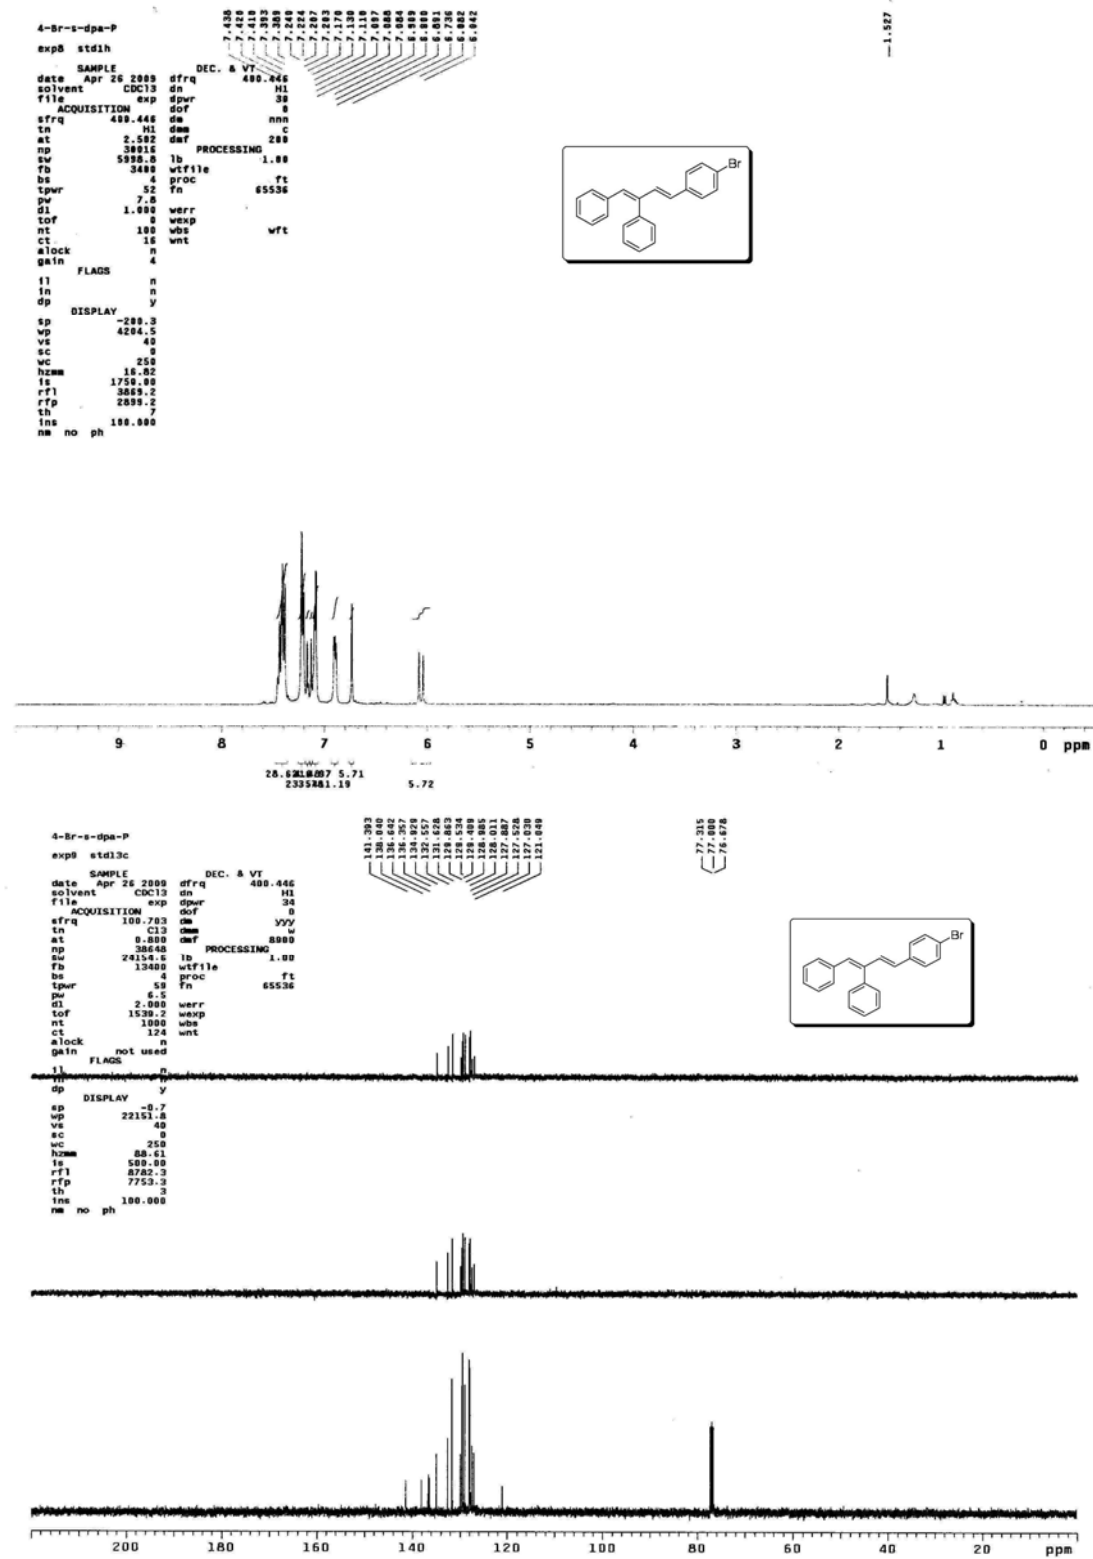 4-Br-s-dpa-P
7.438
7.428
7.410
7.393
7.389
7.240
7.224
7.207
7.203
7.170
7.130
7.110
7.097
7.088
7.084
6.909
6.891
6.736
6.082
6.042
1.527
exp8 std1h
SAMPLE DEC. & VT
date Apr 26 2009 dfrq 400.446
solvent CDCl3 dn H1
file exp dpwr 30
ACQUISITION dof 0
sfrq 400.446 dm nnn
tn H1 dmm c
at 2.502 dmf 200
np 30016 PROCESSING
sw 5998.8 lb 1.00
fb 3400 wtfile
bs 4 proc ft
tpwr 52 fn 65536
pw 7.8
d1 1.000 werr
tof 0 wexp
nt 100 wbs wft
ct 16 wnt
alock n
gain 4
FLAGS
il n
in n
dp y
DISPLAY
sp -200.3
wp 4204.5
vs 40
sc 0
wc 250
hzmm 16.82
is 1750.00
rfl 3869.2
rfp 2899.2
th 7
ins 100.000
nm no ph
Br
9 8 7 6 5 4 3 2 1 0 ppm
5.71
5.72
4-Br-s-dpa-P
141.393
138.040
136.642
136.357
134.929
132.557
131.628
129.863
129.534
129.409
128.985
128.011
127.887
127.528
127.030
121.049
77.315
77.000
76.678
exp9 std13c
SAMPLE DEC. & VT
date Apr 26 2009 dfrq 400.446
solvent CDCl3 dn H1
file exp dpwr 34
ACQUISITION dof 0
sfrq 100.703 dm yyy
tn C13 dmm w
at 0.800 dmf 8900
np 38648 PROCESSING
sw 24154.6 lb 1.00
fb 13400 wtfile
bs 4 proc ft
tpwr 59 fn 65536
pw 6.5
d1 2.000 werr
tof 1539.2 wexp
nt 1000 wbs
ct 124 wnt
alock n
gain not used
FLAGS
il n
dp y
DISPLAY
sp -0.7
wp 22151.8
vs 40
sc 0
wc 250
hzmm 88.61
is 500.00
rfl 8782.3
rfp 7753.3
th 3
ins 100.000
nm no ph
Br
200 180 160 140 120 100 80 60 40 20 ppm